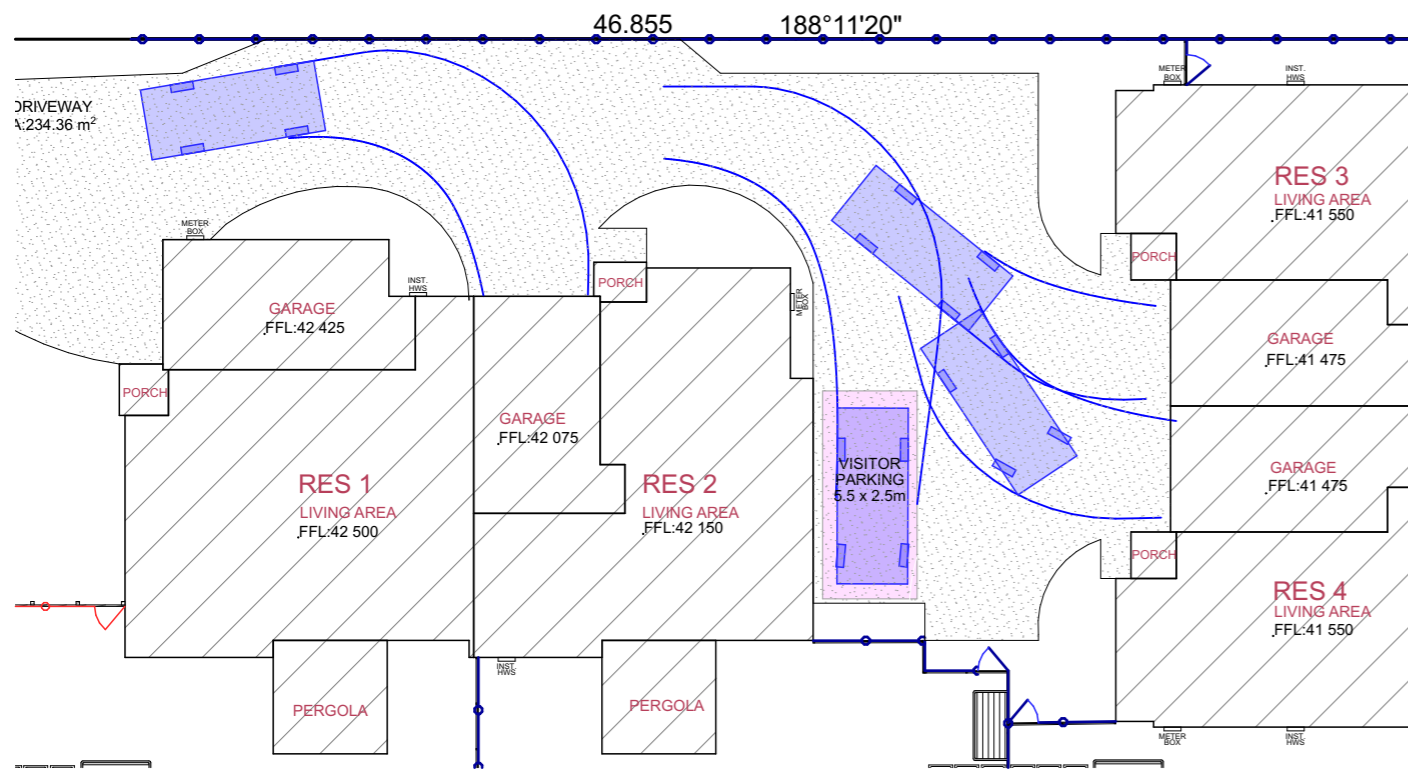 46.855
188°11'20"
DRIVEWAY
A:234.36 m²
METER
BOX
INST.
HWS
GARAGE
FFL:42 425
PORCH
RES 1
LIVING AREA
FFL:42 500
PERGOLA
GARAGE
FFL:42 075
PORCH
METER
BOX
RES 2
LIVING AREA
FFL:42 150
INST.
HWS
PERGOLA
VISITOR
PARKING
5.5 x 2.5m
METER
BOX
INST.
HWS
RES 3
LIVING AREA
FFL:41 550
PORCH
GARAGE
FFL:41 475
GARAGE
FFL:41 475
PORCH
RES 4
LIVING AREA
FFL:41 550
METER
BOX
INST.
HWS